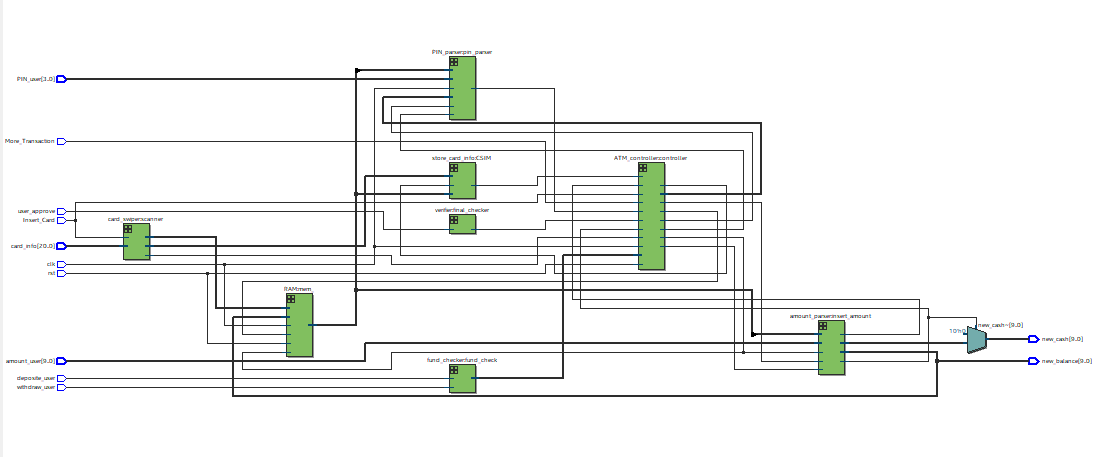 PIN_parser:pin_parser
PIN_user[3..0]
More_Transaction
store_card_info:CSIM
ATM_controller:controller
user_approve
Insert_Card
card_swiper:scanner
verifier:final_checker
card_info[20..0]
clk
rst
RAM:mem
amount_parser:insert_amount
new_cash~[9..0]
10'h0
new_cash[9..0]
amount_user[9..0]
fund_checker:fund_check
new_balance[9..0]
deposite_user
withdraw_user